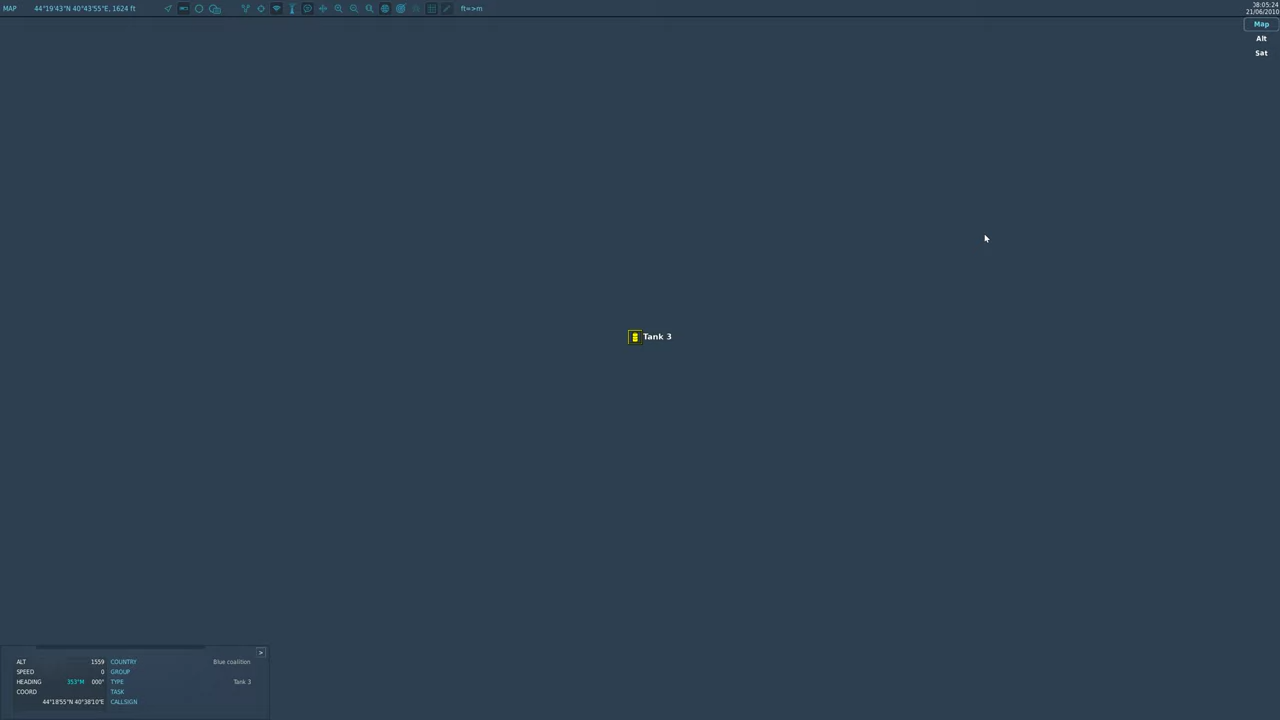 MAP 44°19'43"N 40°43'55"E, 1624 ft ft=>m 08:05:24
21/06/2010
Map
Alt
Sat
Tank 3
>
ALT 1559 COUNTRY Blue coalition
SPEED 0 GROUP
HEADING 353°M 000° TYPE Tank 3
COORD TASK
44°18'55"N 40°38'10"E CALLSIGN